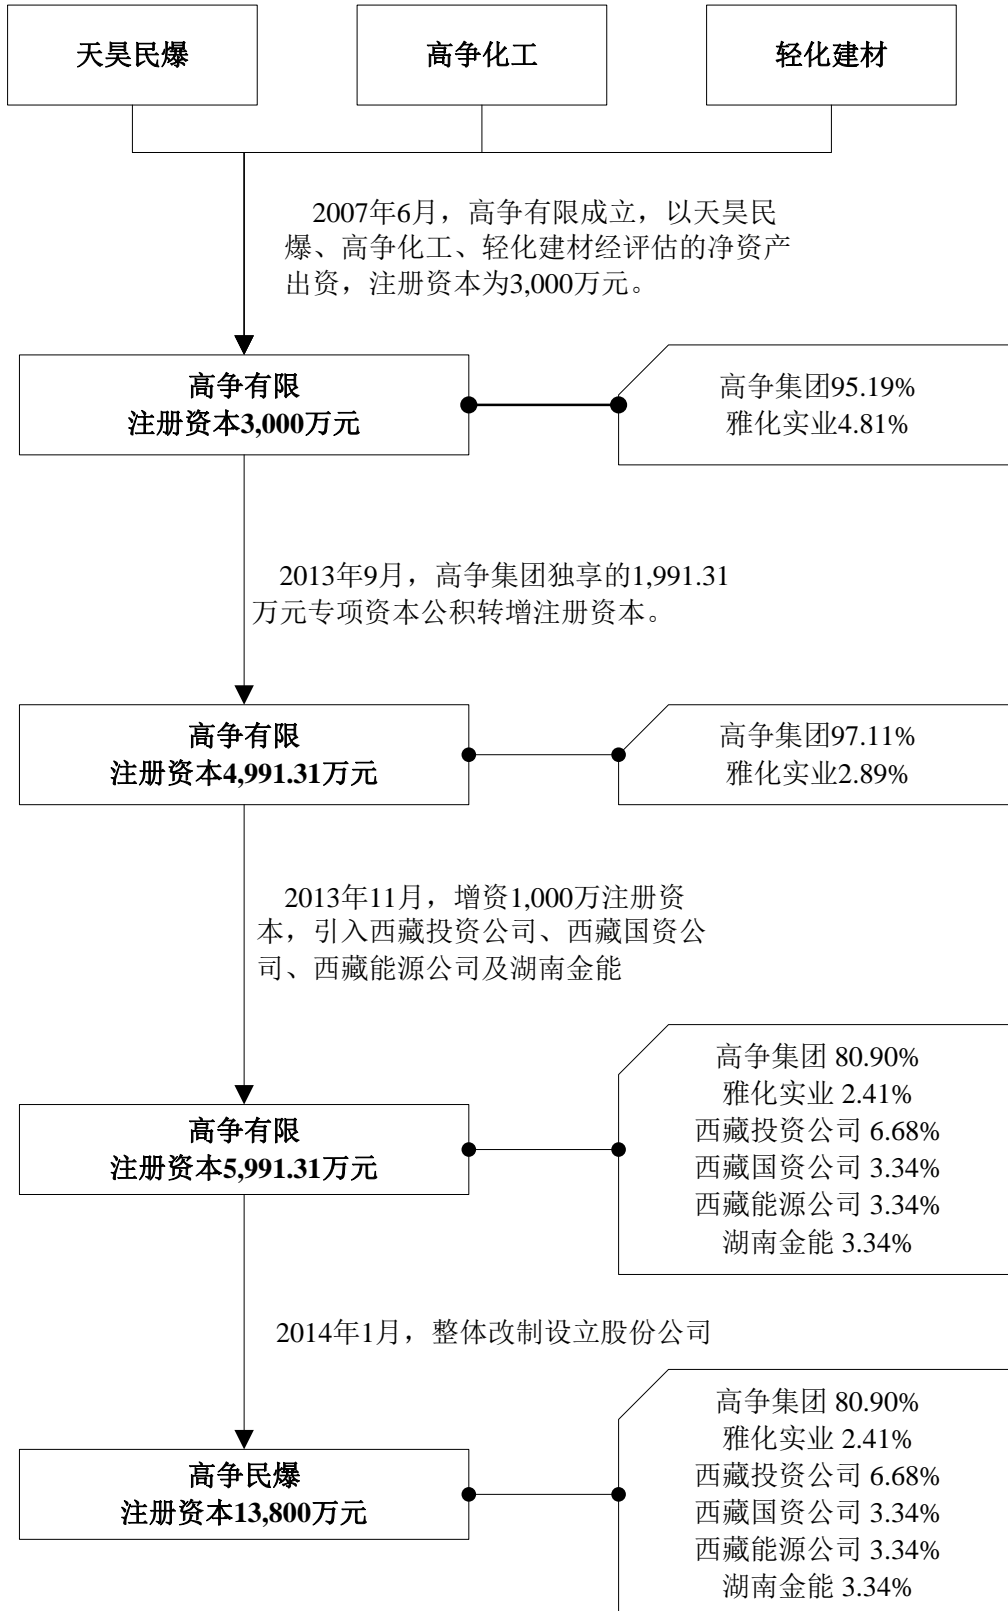 天昊民爆
高争化工
轻化建材
2007年6月，高争有限成立，以天昊民
爆、高争化工、轻化建材经评估的净资产
出资，注册资本为3,000万元。
高争有限
注册资本3,000万元
高争集团95.19%
雅化实业4.81%
2013年9月，高争集团独享的1,991.31
万元专项资本公积转增注册资本。
高争有限
注册资本4,991.31万元
高争集团97.11%
雅化实业2.89%
2013年11月，增资1,000万注册资
本，引入西藏投资公司、西藏国资公
司、西藏能源公司及湖南金能
高争有限
注册资本5,991.31万元
高争集团 80.90%
雅化实业 2.41%
西藏投资公司 6.68%
西藏国资公司 3.34%
西藏能源公司 3.34%
湖南金能 3.34%
2014年1月，整体改制设立股份公司
高争民爆
注册资本13,800万元
高争集团 80.90%
雅化实业 2.41%
西藏投资公司 6.68%
西藏国资公司 3.34%
西藏能源公司 3.34%
湖南金能 3.34%